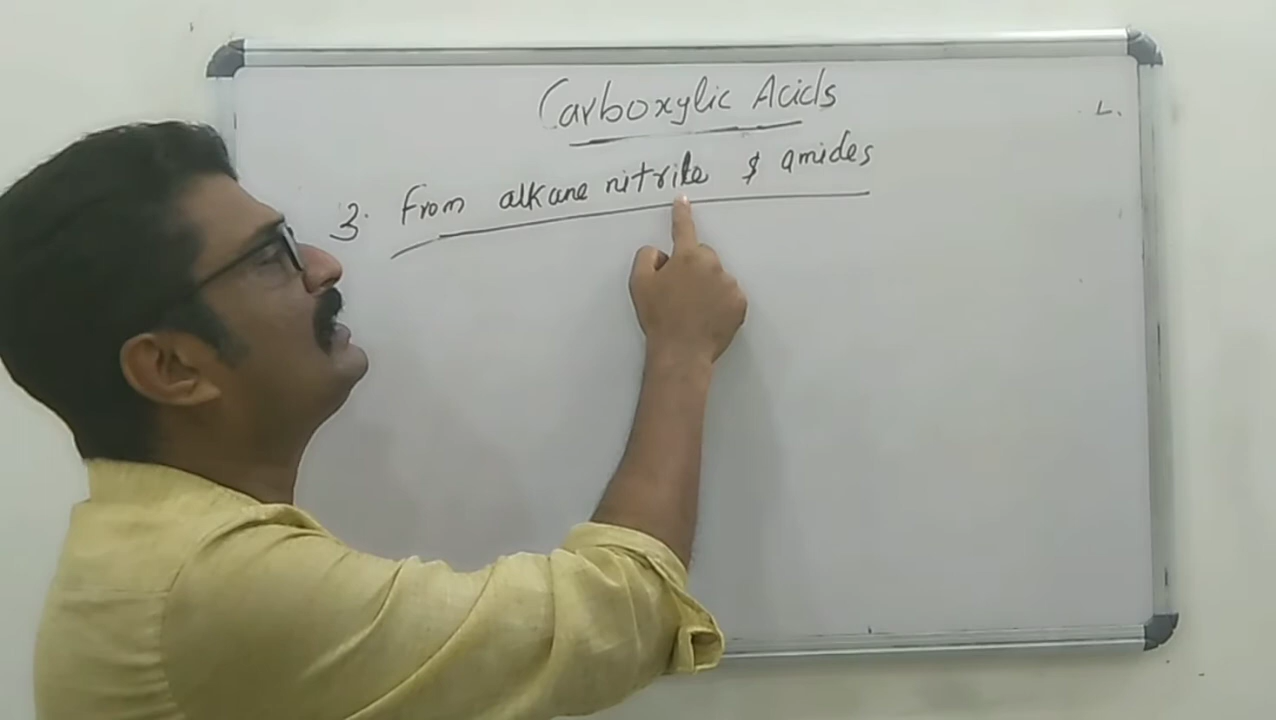 Carboxylic Acids
L.
3. From alkane nitrile & amides